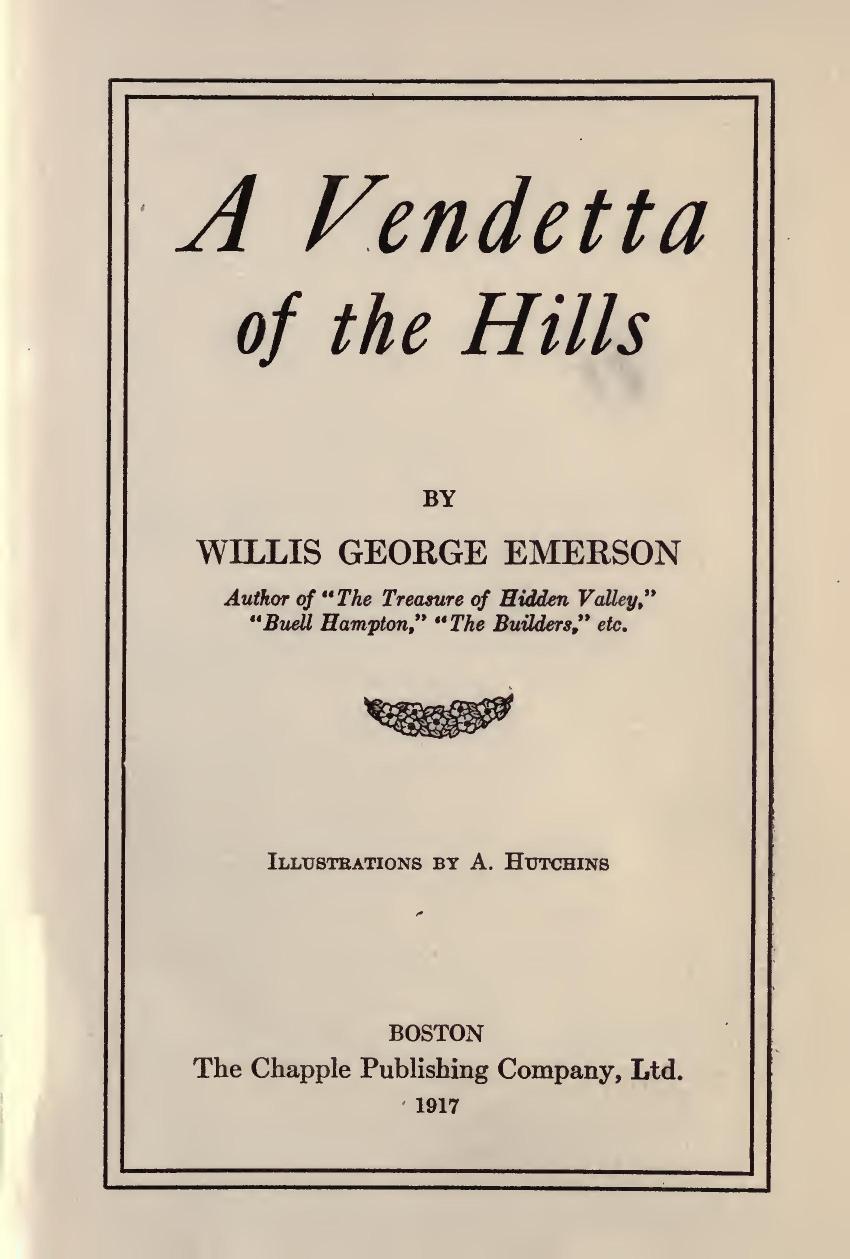 A Vendetta
of the Hills
BY
WILLIS GEORGE EMERSON
Author of “The Treasure of Hidden Valley,”
“Buell Hampton,” “The Builders,” etc.
ILLUSTRATIONS BY A. HUTCHINS
BOSTON
The Chapple Publishing Company, Ltd.
1917